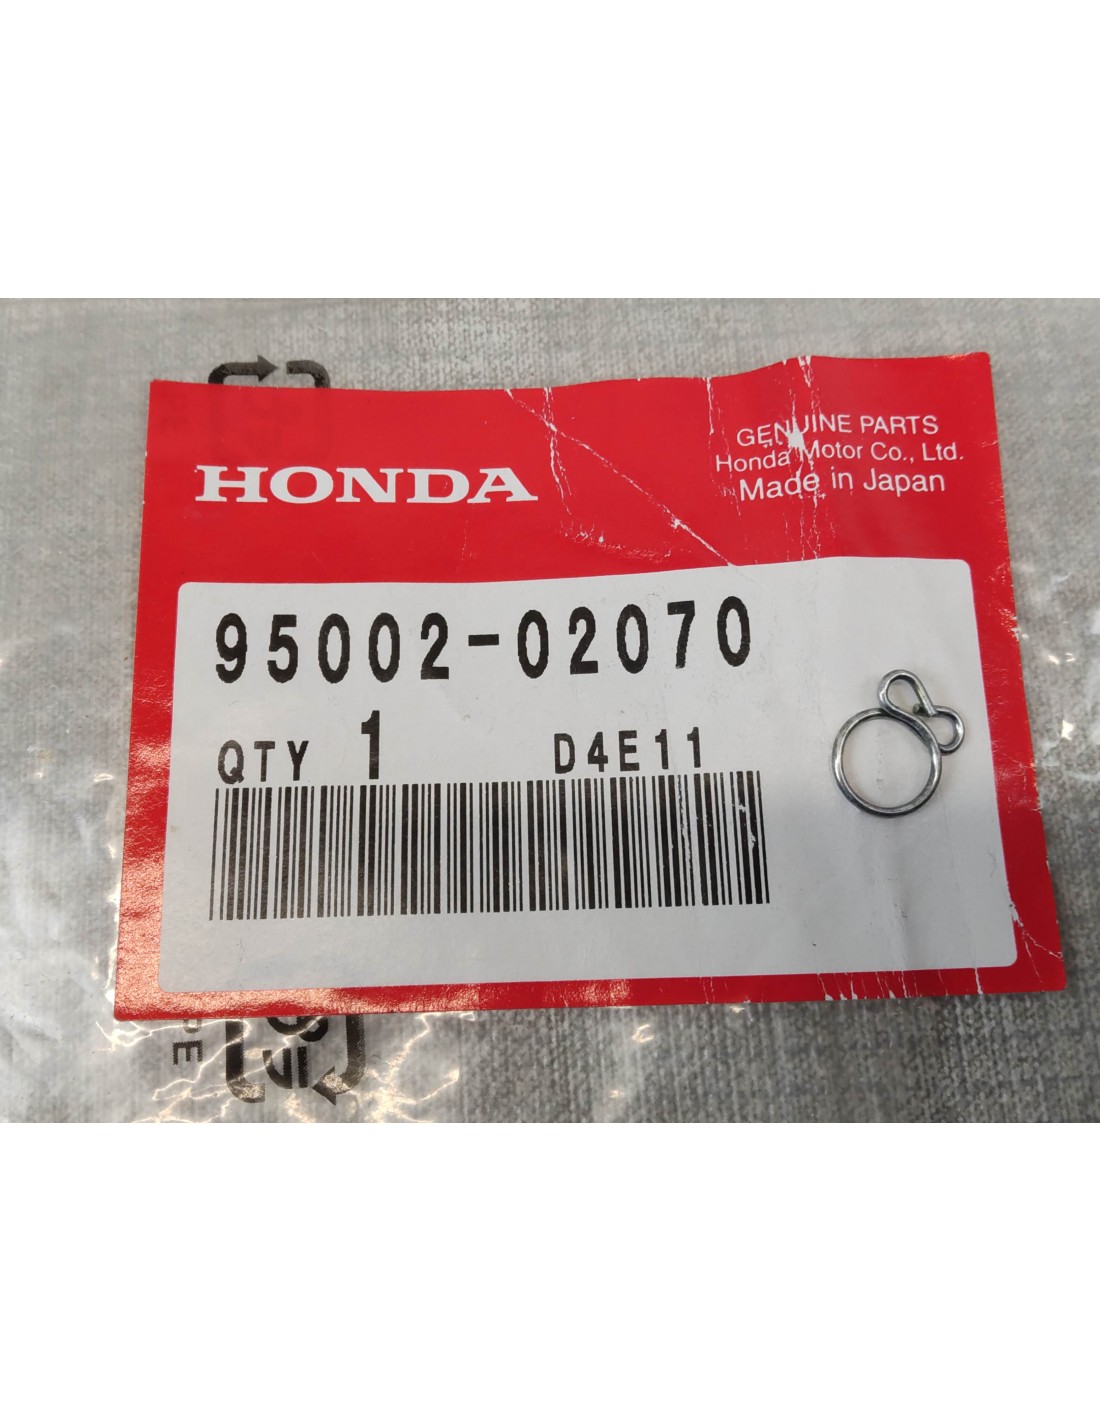 HONDA
GENUINE PARTS
Honda Motor Co., Ltd.
Made in Japan
95002-02070
QTY 1 D4E11